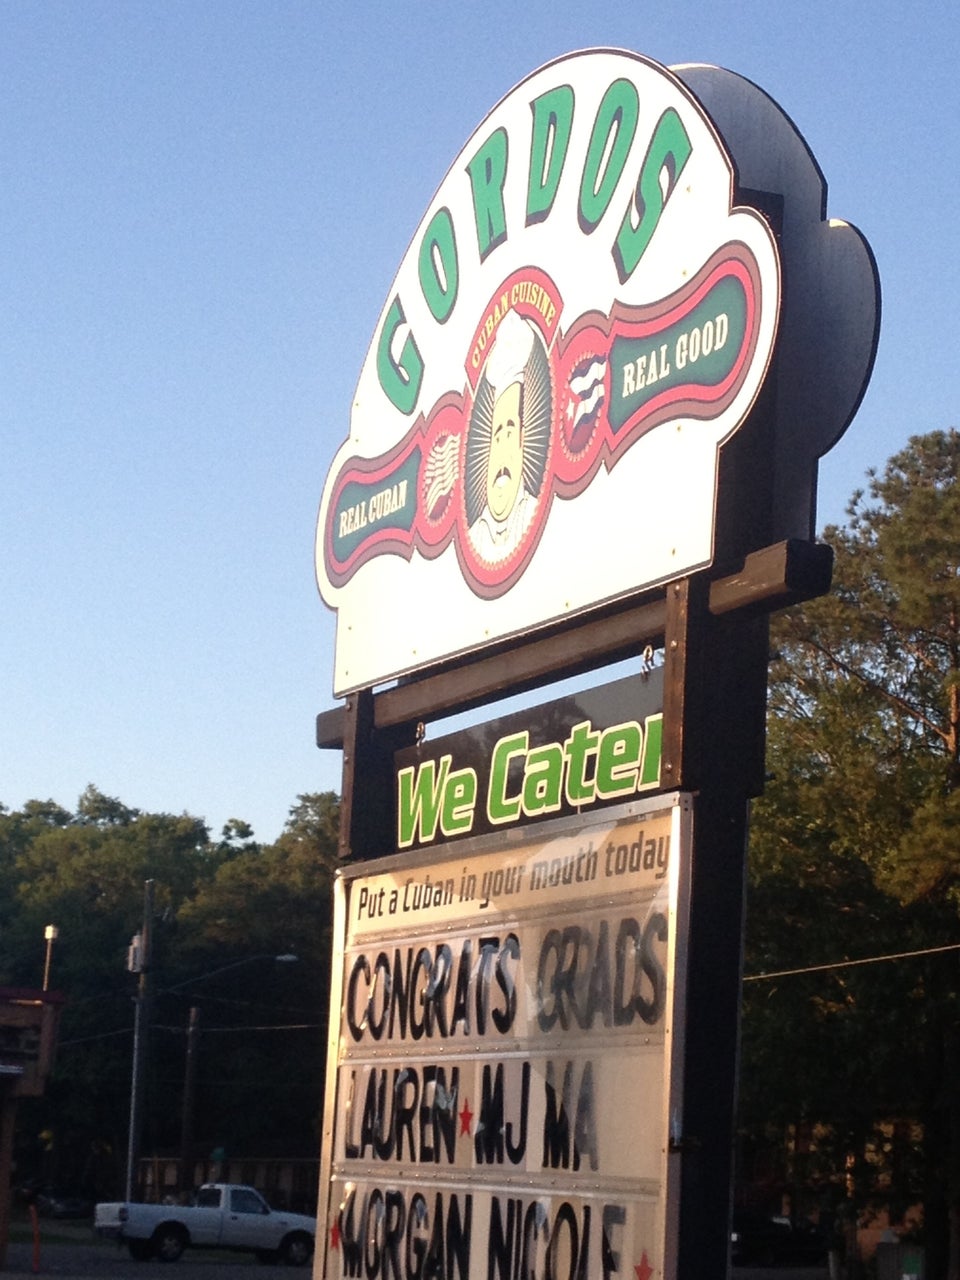 GORDOS
CUBAN CUISINE
REAL CUBAN
REAL GOOD
We Cater
Put a Cuban in your mouth today
CONGRATS GRADS
LAUREN★MJ MA
★MORGAN NICOLE★